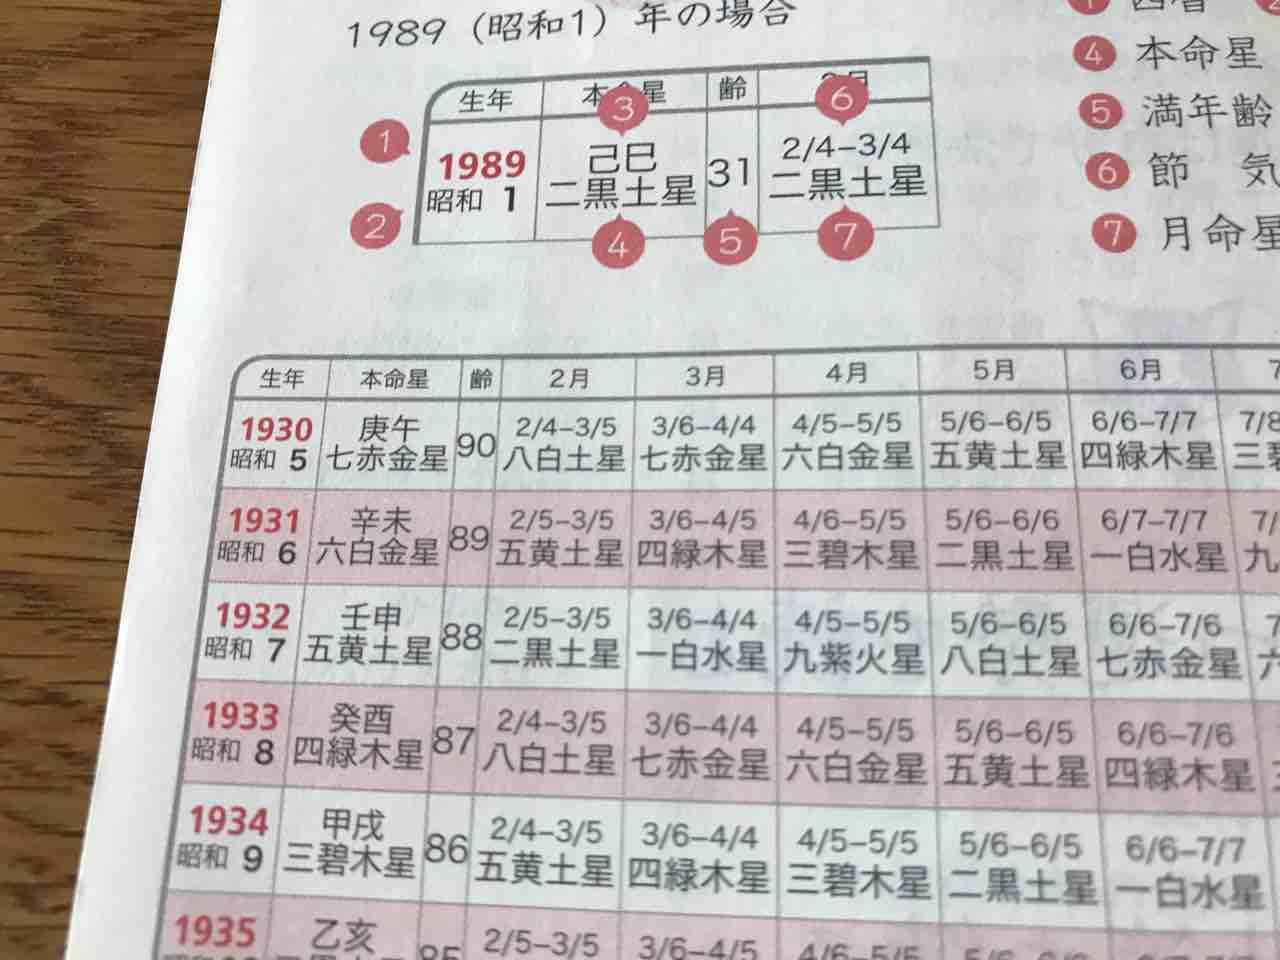 1989（昭和1）年の場合
生年 本命星 齢
1989 己巳 31 2/4–3/4
昭和 1 二黒土星 二黒土星
1 2 3 4 5 6 7
4 本命星
5 満年齢
6 節 気
7 月命星
生年 本命星 齢 2月 3月 4月 5月 6月 7
1930 庚午 90 2/4–3/5 3/6–4/4 4/5–5/5 5/6–6/5 6/6–7/7 7/8
昭和 5 七赤金星 八白土星 七赤金星 六白金星 五黄土星 四緑木星 三
1931 辛未 89 2/5–3/5 3/6–4/5 4/6–5/5 5/6–6/6 6/7–7/7 7/
昭和 6 六白金星 五黄土星 四緑木星 三碧木星 二黒土星 一白水星 九
1932 壬申 88 2/5–3/5 3/6–4/4 4/5–5/5 5/6–6/5 6/6–7/6 7
昭和 7 五黄土星 二黒土星 一白水星 九紫火星 八白土星 七赤金星 六
1933 癸酉 87 2/4–3/5 3/6–4/4 4/5–5/5 5/6–6/5 6/6–7/6
昭和 8 四緑木星 八白土星 七赤金星 六白金星 五黄土星 四緑木星
1934 甲戌 86 2/4–3/5 3/6–4/4 4/5–5/5 5/6–6/5 6/6–7/7
昭和 9 三碧木星 五黄土星 四緑木星 三碧木星 二黒土星 一白水星
1935 乙亥 85 2/5–3/5 3/6–4/5 4/6–5/5